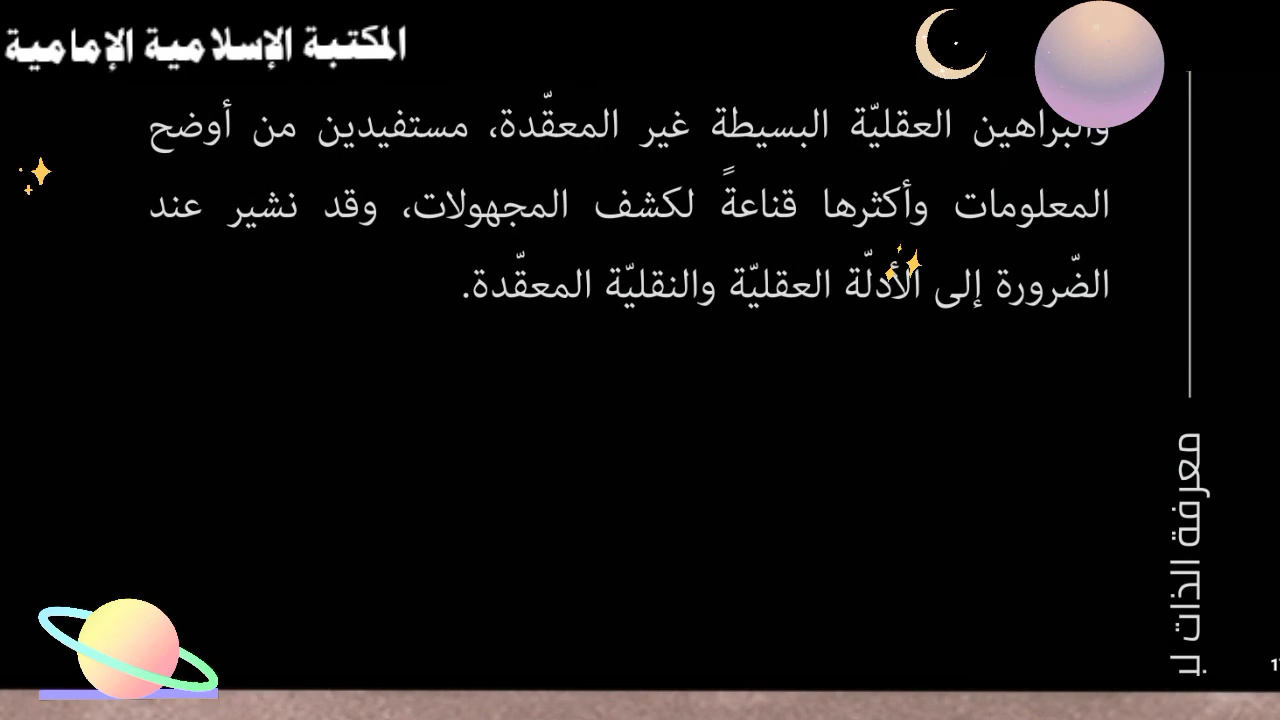 المكتبة الإسلامية الإمامية
والبراهين العقليّة البسيطة غير المعقّدة، مستفيدين من أوضح
المعلومات وأكثرها قناعةً لكشف المجهولات، وقد نشير عند
الضّرورة إلى الأدلّة العقليّة والنقليّة المعقّدة.
معرفة الذات لبـ